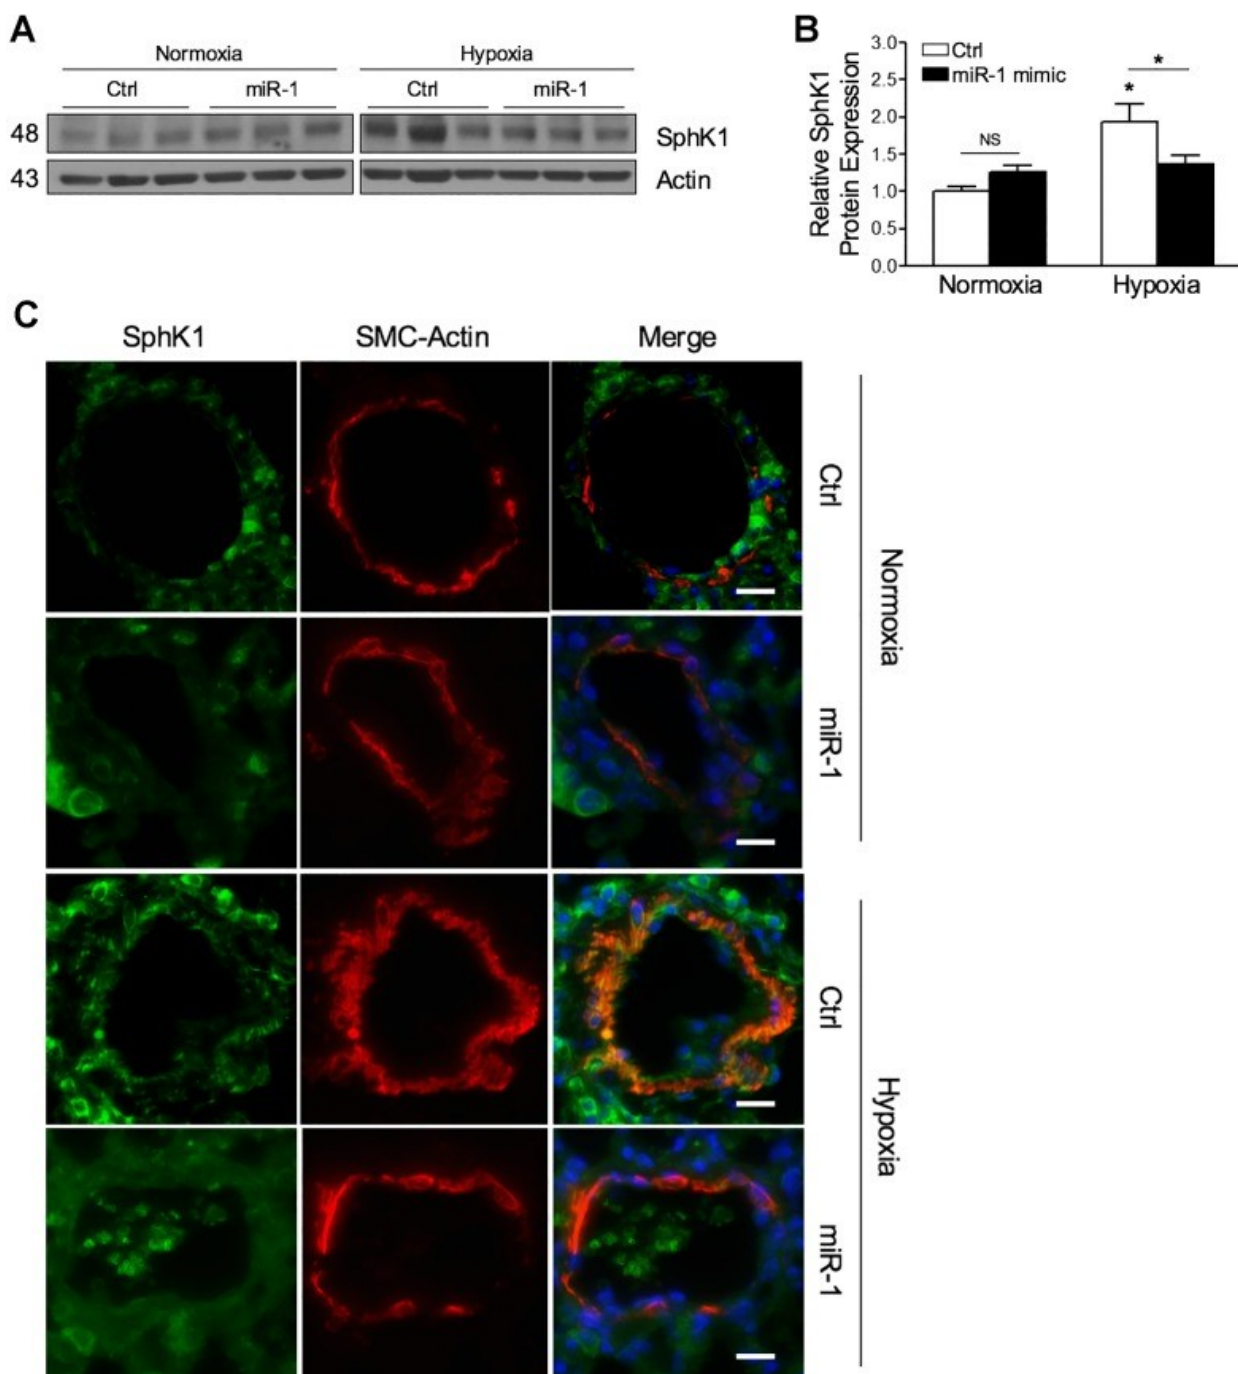 A
Normoxia
Hypoxia
Ctrl
miR-1
Ctrl
miR-1
48
SphK1
43
Actin
B
Relative SphK1
Protein Expression
3.0
2.5
2.0
1.5
1.0
0.5
0.0
Ctrl
miR-1 mimic
NS
*
*
Normoxia
Hypoxia
C
SphK1
SMC-Actin
Merge
Ctrl
miR-1
Normoxia
Ctrl
miR-1
Hypoxia